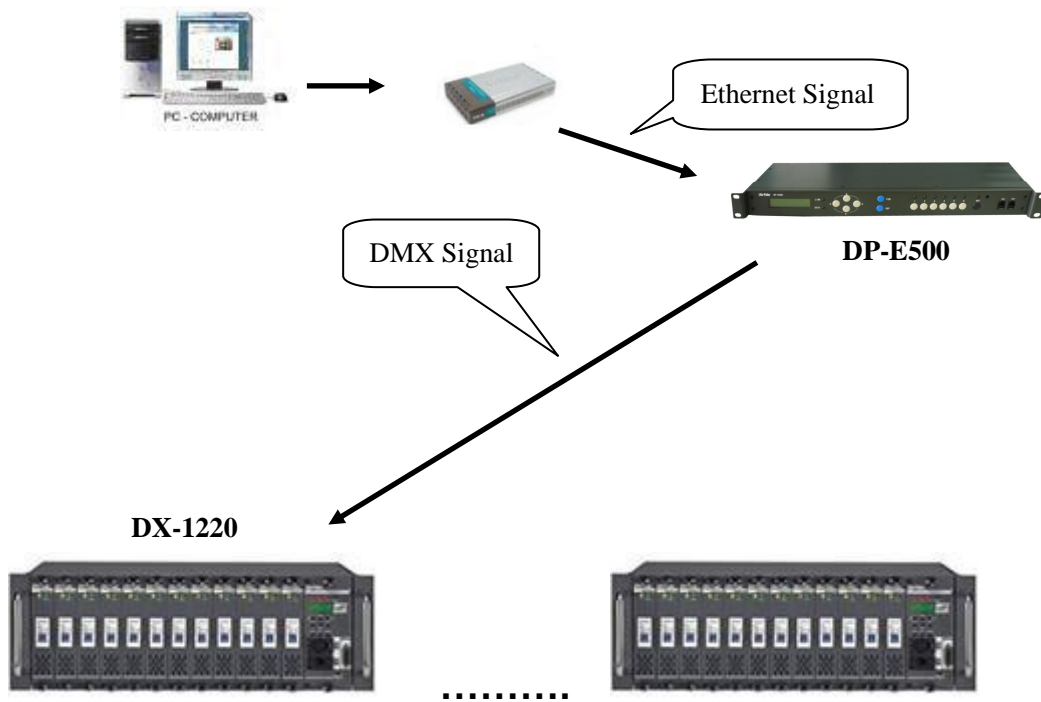 PC - COMPUTER
Ethernet Signal
DP-E500
DMX Signal
DX-1220